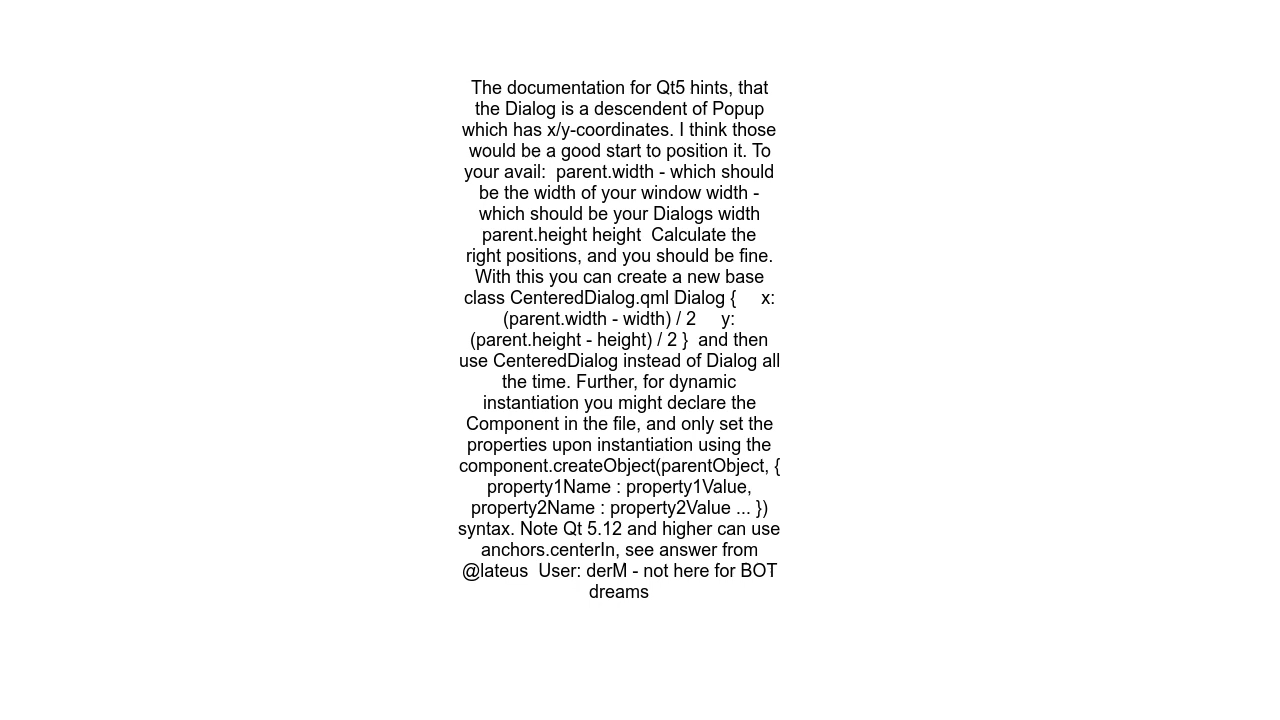 The documentation for Qt5 hints, that
the Dialog is a descendent of Popup
which has x/y-coordinates. I think those
would be a good start to position it. To
your avail:  parent.width - which should
be the width of your window width -
which should be your Dialogs width
parent.height height  Calculate the
right positions, and you should be fine.
With this you can create a new base
class CenteredDialog.qml Dialog {     x:
(parent.width - width) / 2     y:
(parent.height - height) / 2 }  and then
use CenteredDialog instead of Dialog all
the time. Further, for dynamic
instantiation you might declare the
Component in the file, and only set the
properties upon instantiation using the
component.createObject(parentObject, {
property1Name : property1Value,
property2Name : property2Value ... })
syntax. Note Qt 5.12 and higher can use
anchors.centerIn, see answer from
@lateus  User: derM - not here for BOT
dreams